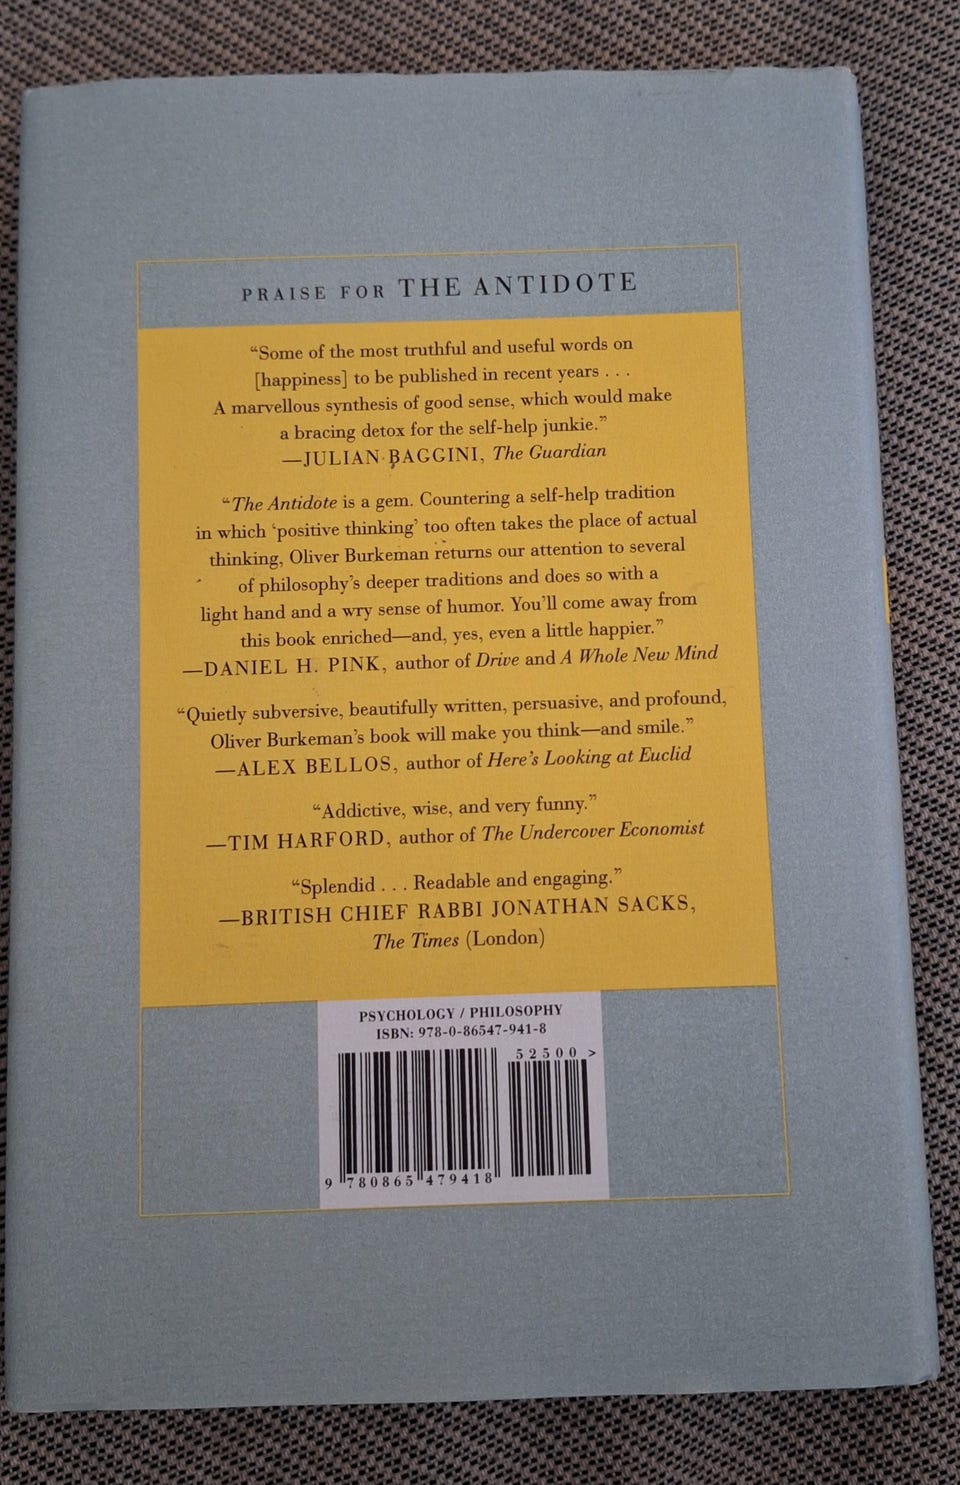 PRAISE FOR THE ANTIDOTE
“Some of the most truthful and useful words on
[happiness] to be published in recent years . . .
A marvellous synthesis of good sense, which would make
a bracing detox for the self-help junkie.”
—JULIAN BAGGINI, The Guardian
“The Antidote is a gem. Countering a self-help tradition
in which ‘positive thinking’ too often takes the place of actual
thinking, Oliver Burkeman returns our attention to several
of philosophy’s deeper traditions and does so with a
light hand and a wry sense of humor. You’ll come away from
this book enriched—and, yes, even a little happier.”
—DANIEL H. PINK, author of Drive and A Whole New Mind
“Quietly subversive, beautifully written, persuasive, and profound,
Oliver Burkeman’s book will make you think—and smile.”
—ALEX BELLOS, author of Here’s Looking at Euclid
“Addictive, wise, and very funny.”
—TIM HARFORD, author of The Undercover Economist
“Splendid . . . Readable and engaging.”
—BRITISH CHIEF RABBI JONATHAN SACKS,
The Times (London)
PSYCHOLOGY / PHILOSOPHY
ISBN: 978-0-86547-941-8
52500>
9 780865 479418